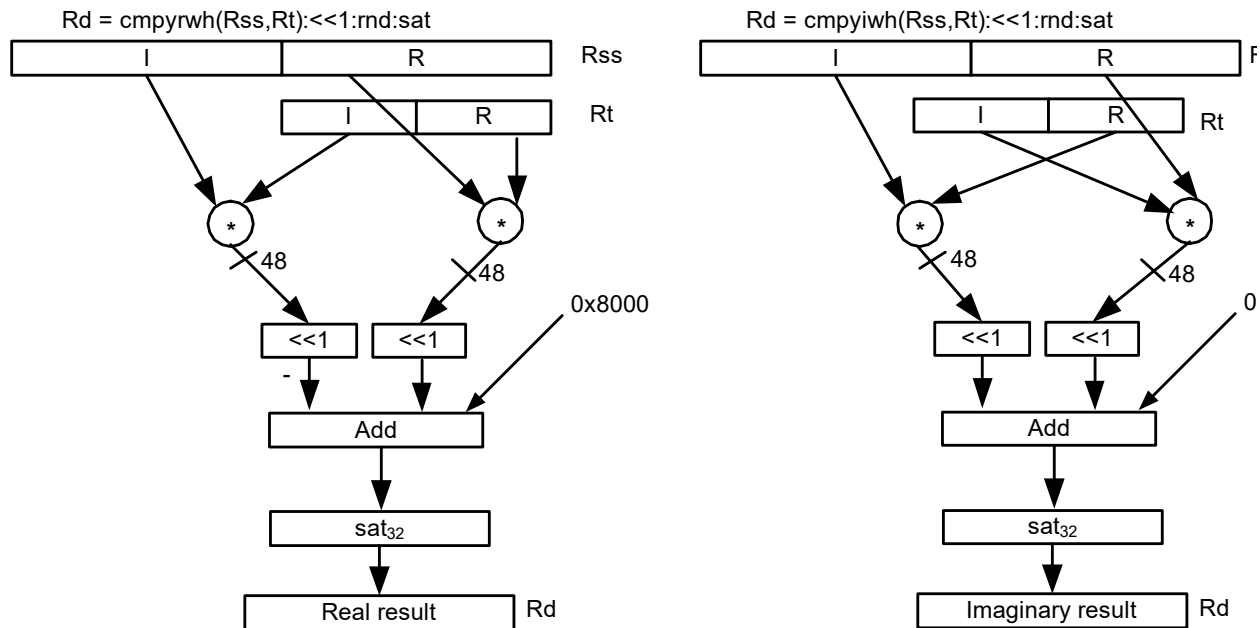 Rd = cmpyrwh(Rss,Rt):<<1:rnd:sat
I R Rss
I R Rt
* *
48 48
0x8000
<<1 <<1
-
Add
sat32
Real result Rd
Rd = cmpyiwh(Rss,Rt):<<1:rnd:sat
I R
I R Rt
* *
48 48
<<1 <<1
Add
sat32
Imaginary result Rd